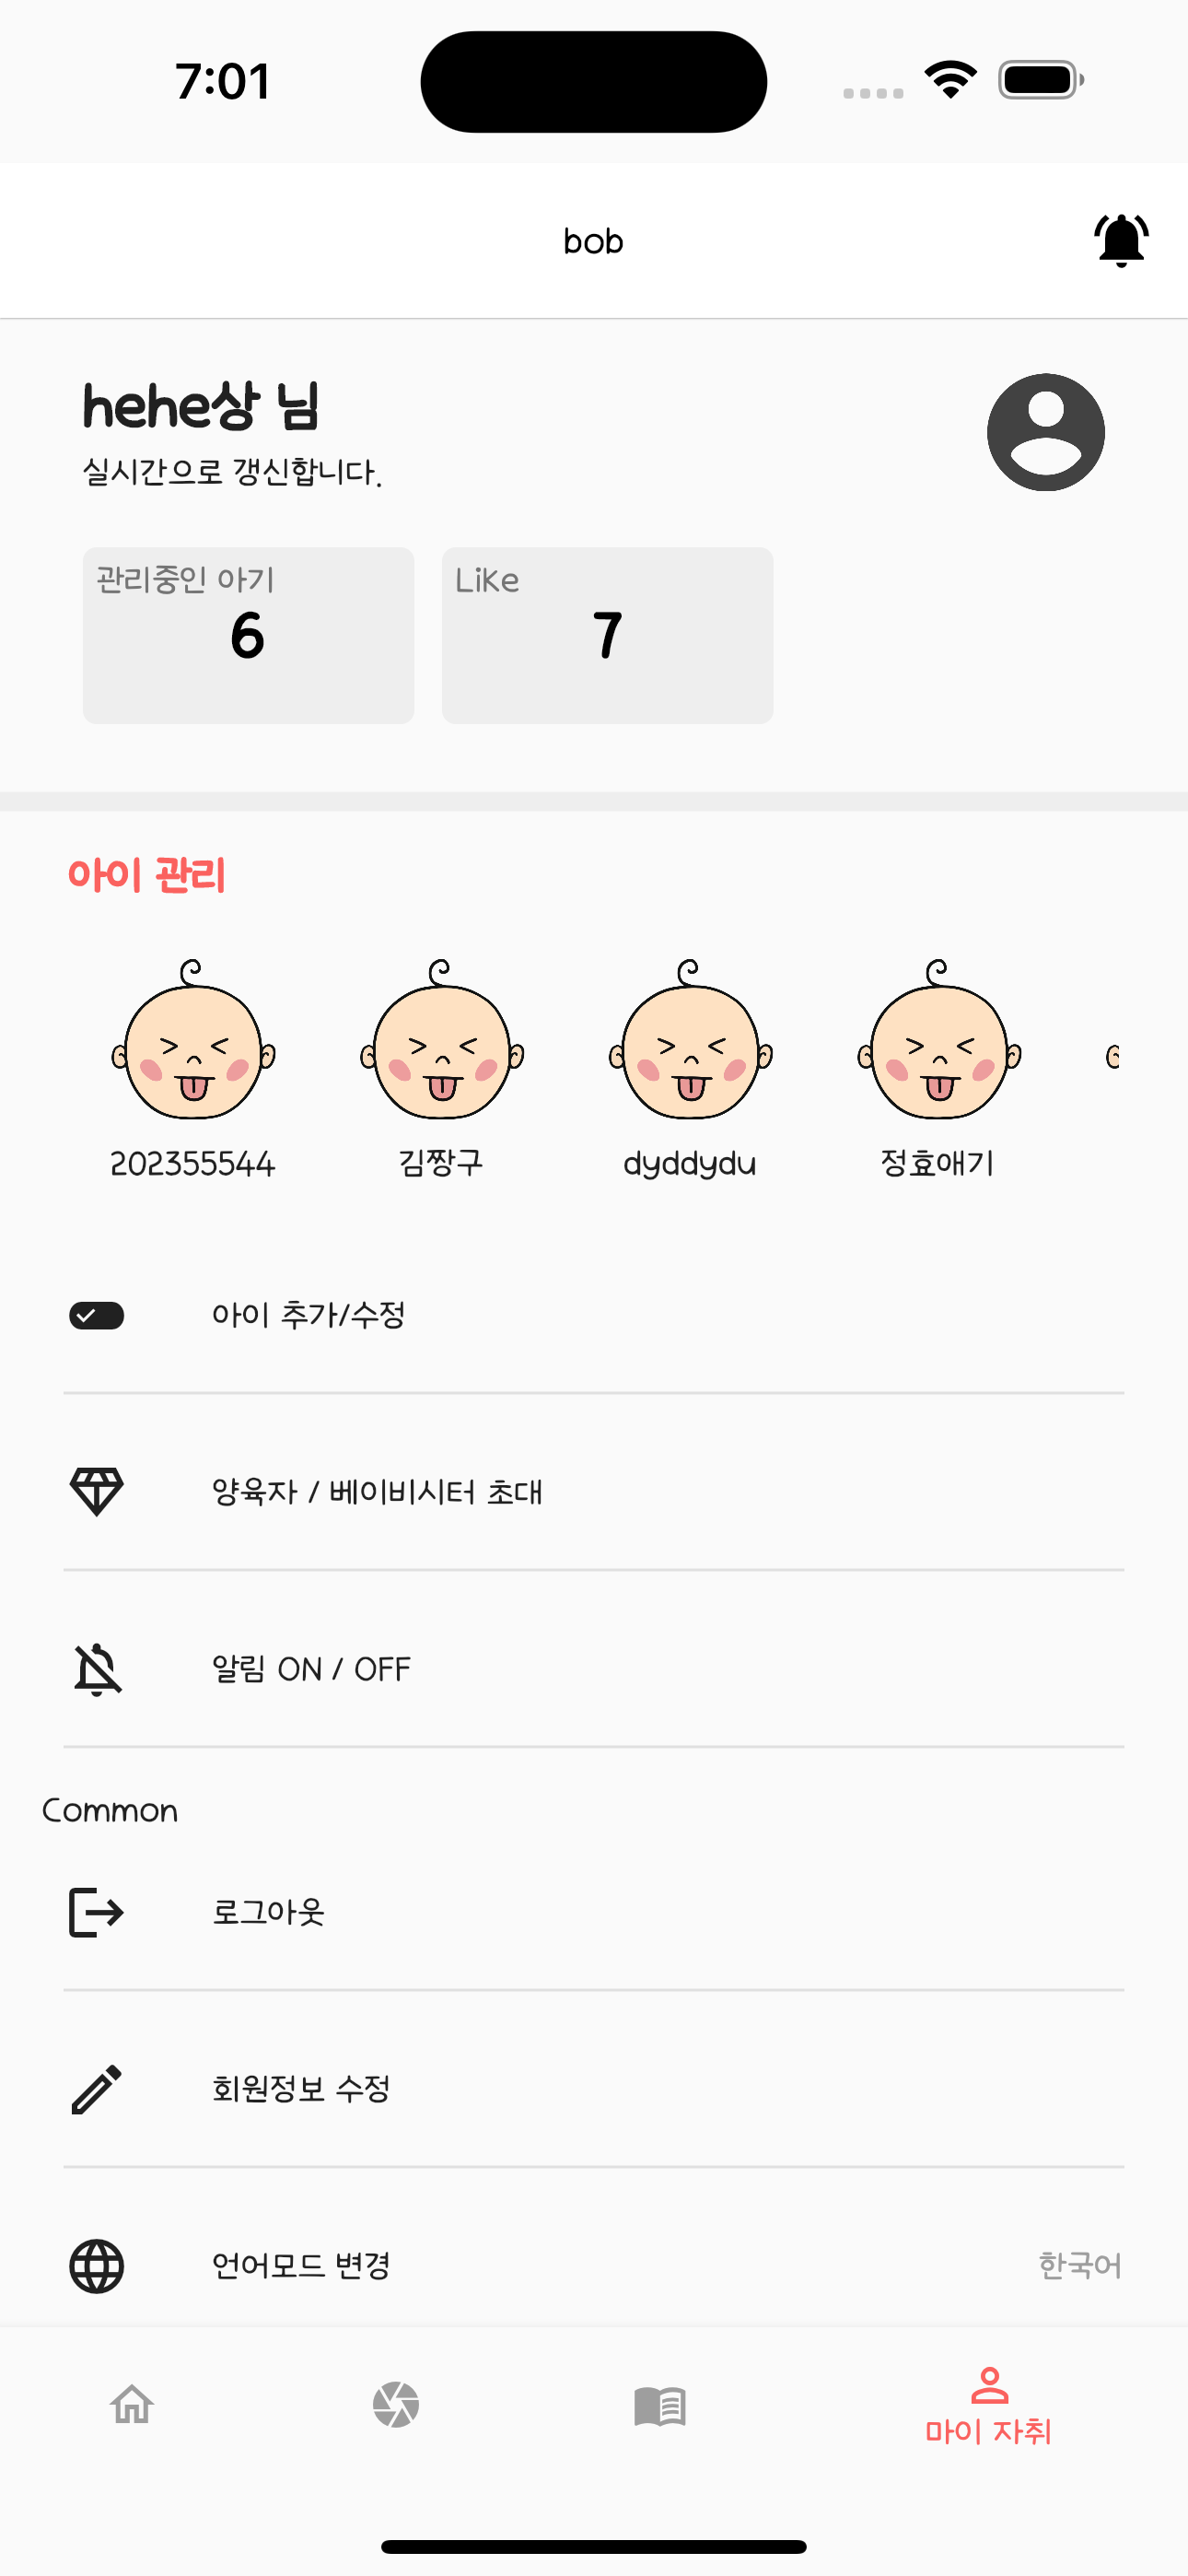 7:01
bob
hehe상 님
실시간으로 갱신합니다.
관리중인 아기
Like
6
7
아이 관리
202355544
김짱구
dyddydu
정효애기
아이 추가/수정
양육자 / 베이비시터 초대
알림 ON / OFF
Common
로그아웃
회원정보 수정
언어모드 변경
한국어
마이 자취